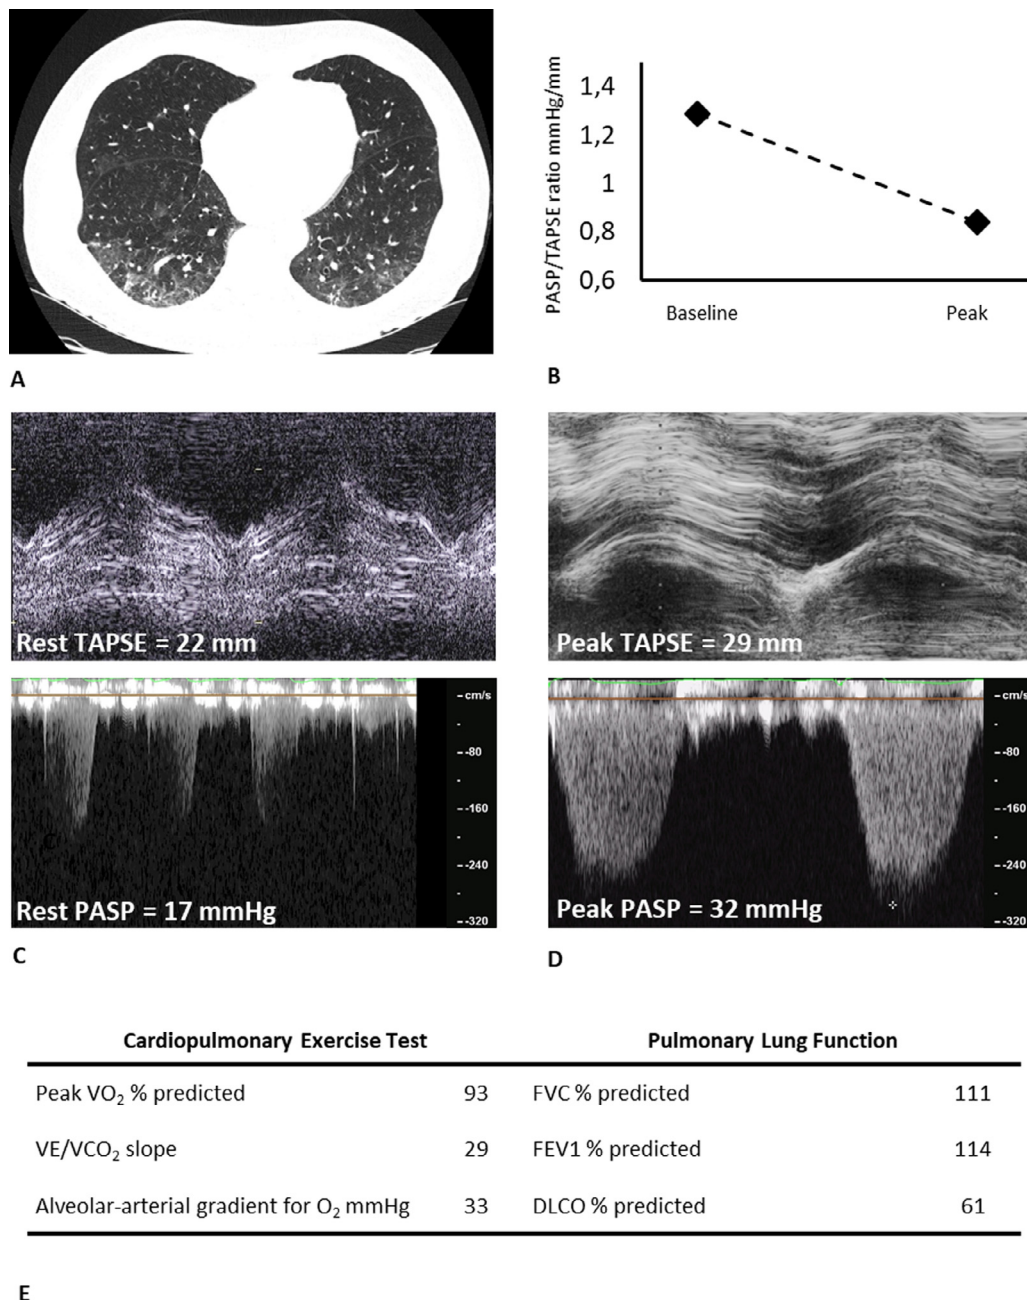 PASP/TAPSE ratio mmHg/mm
1,4
1,2
1
0,8
0,6
Baseline Peak
A
B
Rest TAPSE = 22 mm
Peak TAPSE = 29 mm
cm/s
-80
-160
-240
-320
Rest PASP = 17 mmHg
cm/s
-80
-160
-240
-320
Peak PASP = 32 mmHg
C
C
D
Cardiopulmonary Exercise Test Pulmonary Lung Function
Peak VO₂ % predicted 93 FVC % predicted 111
VE/VCO₂ slope 29 FEV1 % predicted 114
Alveolar-arterial gradient for O₂ mmHg 33 DLCO % predicted 61
E